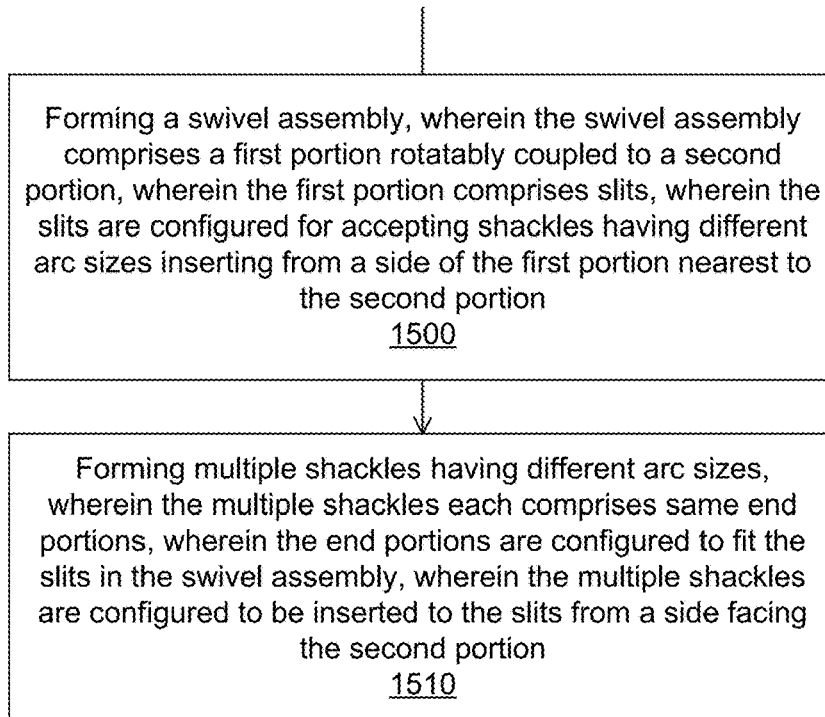 Forming a swivel assembly, wherein the swivel assembly
comprises a first portion rotatably coupled to a second
portion, wherein the first portion comprises slits, wherein the
slits are configured for accepting shackles having different
arc sizes inserting from a side of the first portion nearest to
the second portion
1500
Forming multiple shackles having different arc sizes,
wherein the multiple shackles each comprises same end
portions, wherein the end portions are configured to fit the
slits in the swivel assembly, wherein the multiple shackles
are configured to be inserted to the slits from a side facing
the second portion
1510